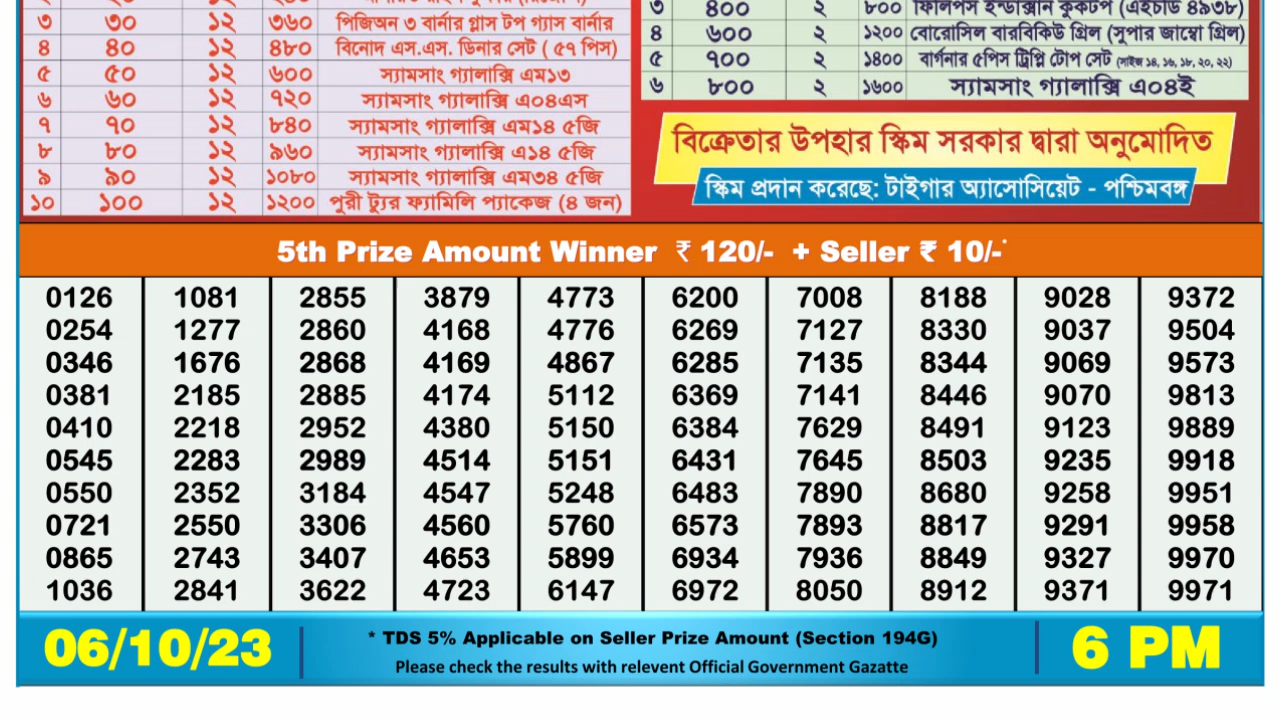 ৩ ৩০ ১২ ৩৬০ পিজিঅন ৩ বার্নার গ্লাস টপ গ্যাস বার্নার
৪ ৪০ ১২ ৪৮০ বিনোদ এস.এস. ডিনার সেট ( ৫৭ পিস)
৫ ৫০ ১২ ৬০০ স্যামসাং গ্যালাক্সি এম১৩
৬ ৬০ ১২ ৭২০ স্যামসাং গ্যালাক্সি এ০৪এস
৭ ৭০ ১২ ৮৪০ স্যামসাং গ্যালাক্সি এম১৪ ৫জি
৮ ৮০ ১২ ৯৬০ স্যামসাং গ্যালাক্সি এ১৪ ৫জি
৯ ৯০ ১২ ১০৮০ স্যামসাং গ্যালাক্সি এম৩৪ ৫জি
১০ ১০০ ১২ ১২০০ পুরী ট্যুর ফ্যামিলি প্যাকেজ (৪ জন)
৩ ৪০০ ২ ৮০০ ফিলিপস ইন্ডাক্সান কুকটপ (এইচডি ৪৯৩৮)
৪ ৬০০ ২ ১২০০ বোরোসিল বারবিকিউ গ্রিল (সুপার জাম্বো গ্রিল)
৫ ৭০০ ২ ১৪০০ বার্গনার ৫পিস ট্রিপ্লি টোপ সেট (সাইজ ১৪, ১৬, ১৮, ২০, ২২)
৬ ৮০০ ২ ১৬০০ স্যামসাং গ্যালাক্সি এ০৪ই
বিক্রেতার উপহার স্কিম সরকার দ্বারা অনুমোদিত
স্কিম প্রদান করেছে: টাইগার অ্যাসোসিয়েট - পশ্চিমবঙ্গ
5th Prize Amount Winner ₹ 120/- + Seller ₹ 10/-*
0126 1081 2855 3879 4773 6200 7008 8188 9028 9372
0254 1277 2860 4168 4776 6269 7127 8330 9037 9504
0346 1676 2868 4169 4867 6285 7135 8344 9069 9573
0381 2185 2885 4174 5112 6369 7141 8446 9070 9813
0410 2218 2952 4380 5150 6384 7629 8491 9123 9889
0545 2283 2989 4514 5151 6431 7645 8503 9235 9918
0550 2352 3184 4547 5248 6483 7890 8680 9258 9951
0721 2550 3306 4560 5760 6573 7893 8817 9291 9958
0865 2743 3407 4653 5899 6934 7936 8849 9327 9970
1036 2841 3622 4723 6147 6972 8050 8912 9371 9971
06/10/23
* TDS 5% Applicable on Seller Prize Amount (Section 194G)
Please check the results with relevent Official Government Gazatte
6 PM